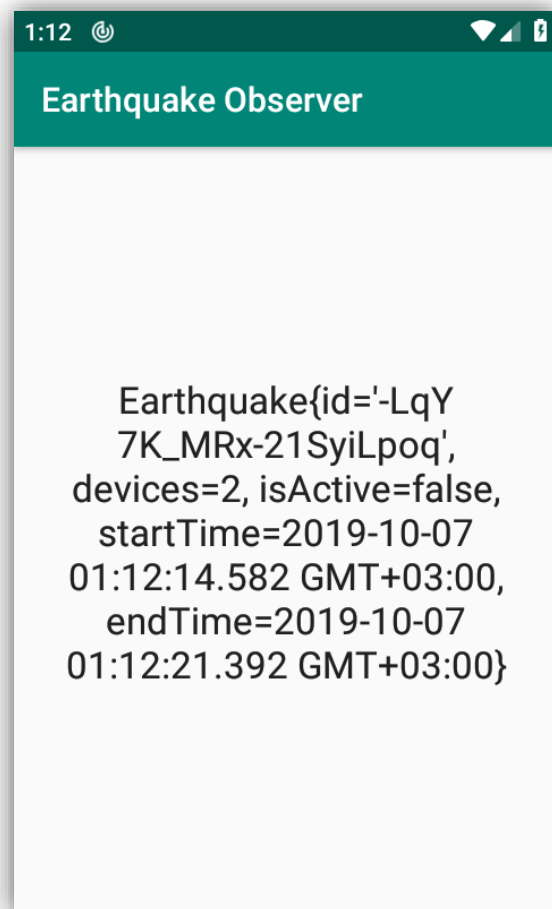 1:12
Earthquake Observer
Earthquake{id='-LqY
7K_MRx-21SyiLpoq',
devices=2, isActive=false,
startTime=2019-10-07
01:12:14.582 GMT+03:00,
endTime=2019-10-07
01:12:21.392 GMT+03:00}